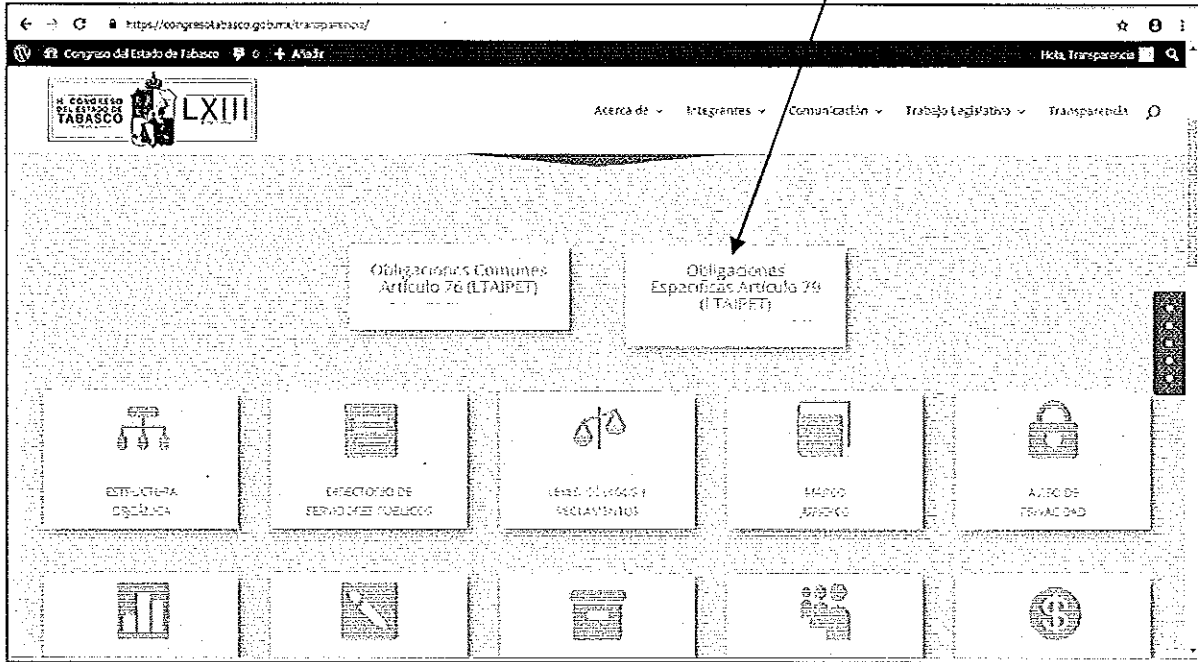 https://congresotabasco.gob.mx/transparencia/
Congreso del Estado de Tabasco 0 + Añadir Hola, Transparencia
H. CONGRESO
DEL ESTADO DE
TABASCO
LXIII
Acerca de Integrantes Comunicación Trabajo Legislativo Transparencia
Obligaciones Comunes
Artículo 76 (LTAIPET)
Obligaciones
Específicas Artículo 79
(LTAIPET)
ESTRUCTURA
ORGÁNICA
DIRECTORIO DE
SERVIDORES PÚBLICOS
REGLAMENTOS
MARCO
JURÍDICO
AVISO DE
PRIVACIDAD